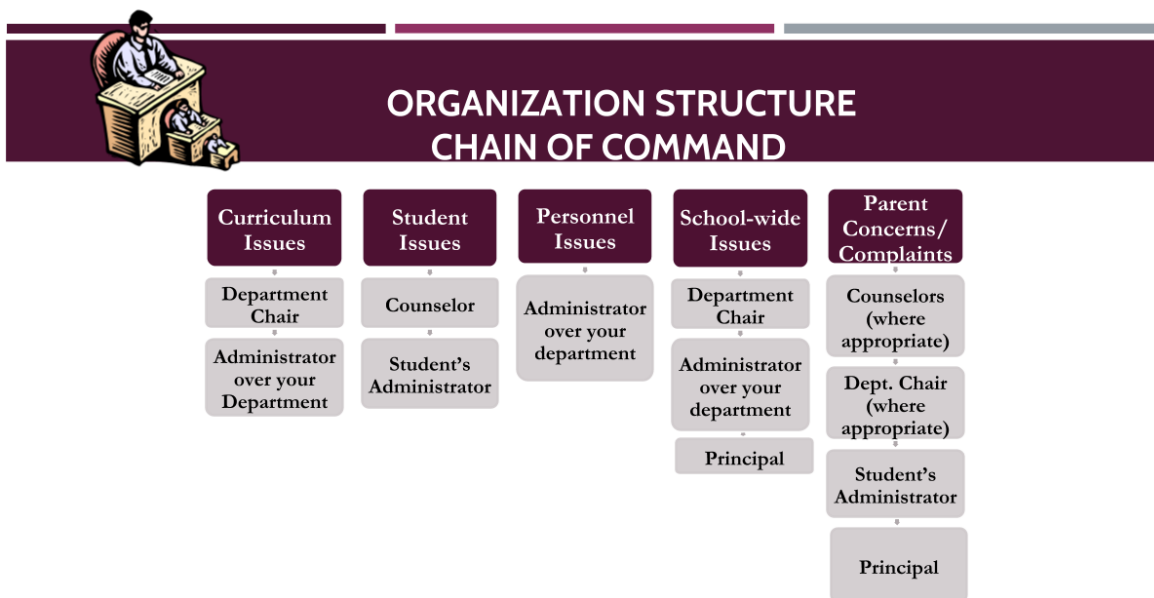 ORGANIZATION STRUCTURE
CHAIN OF COMMAND
Curriculum
Issues
Department
Chair
Administrator
over your
Department
Student
Issues
Counselor
Student's
Administrator
Personnel
Issues
Administrator
over your
department
School-wide
Issues
Department
Chair
Administrator
over your
department
Principal
Parent
Concerns/
Complaints
Counselors
(where
appropriate)
Dept. Chair
(where
appropriate)
Student's
Administrator
Principal